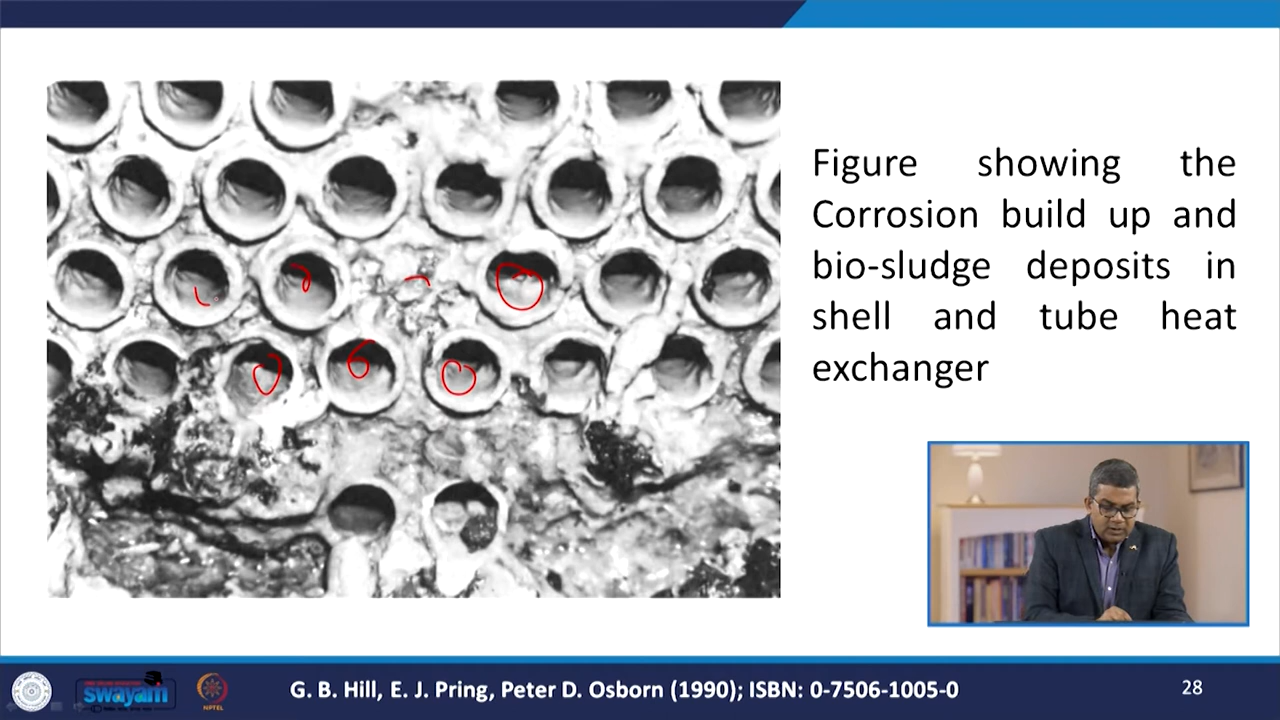 Figure showing the
Corrosion build up and
bio-sludge deposits in
shell and tube heat
exchanger
swayam
NPTEL
G. B. Hill, E. J. Pring, Peter D. Osborn (1990); ISBN: 0-7506-1005-0
28